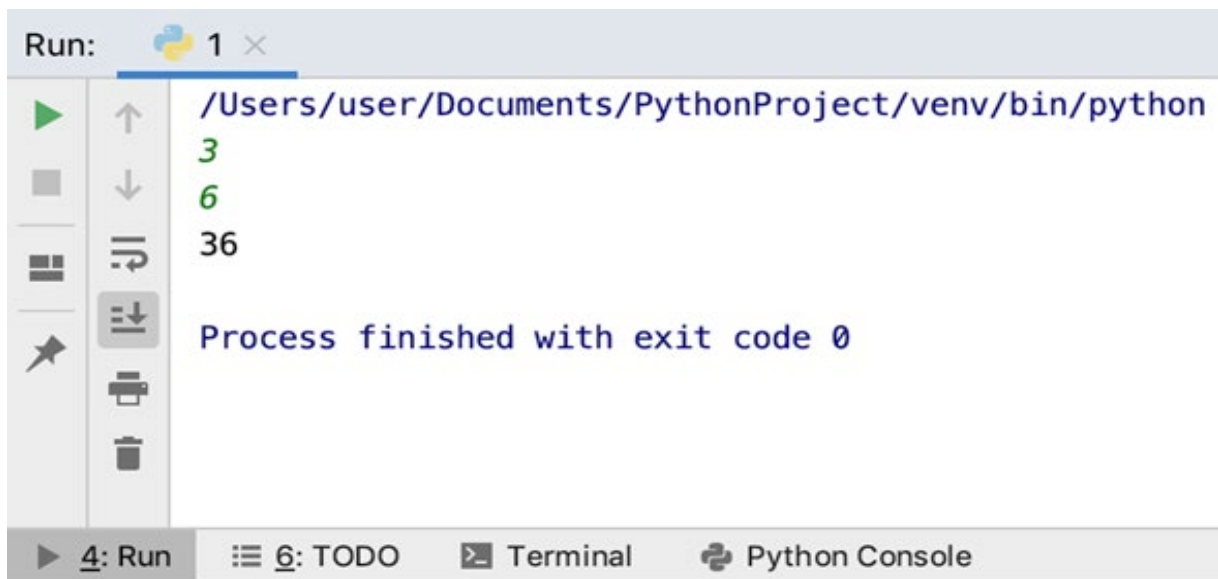 Run: 1
/Users/user/Documents/PythonProject/venv/bin/python
3
6
36
Process finished with exit code 0
4: Run 6: TODO Terminal Python Console